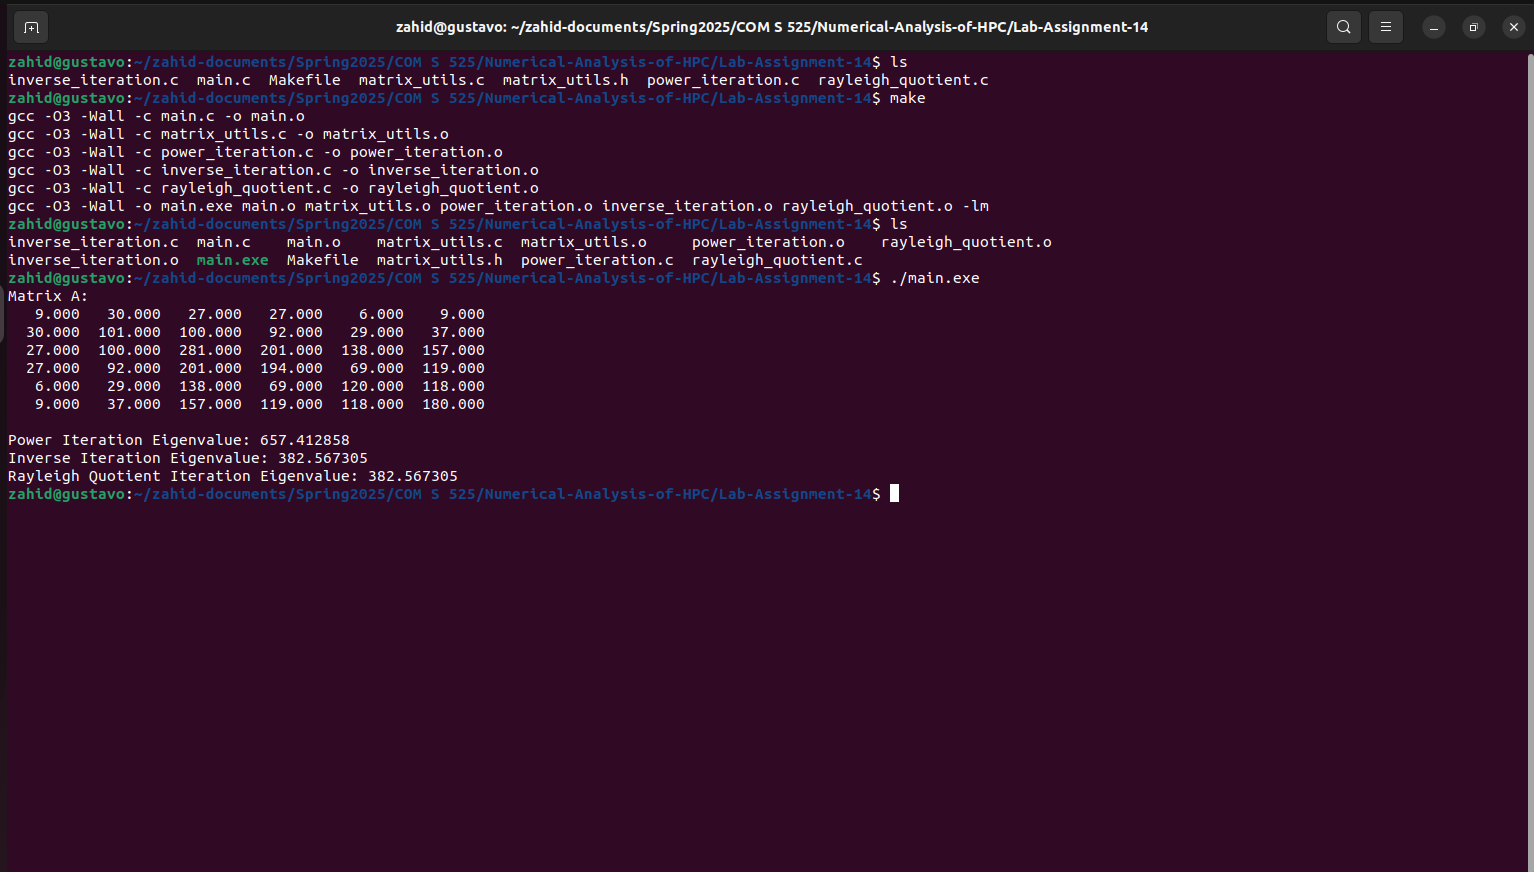 zahid@gustavo: ~/zahid-documents/Spring2025/COM S 525/Numerical-Analysis-of-HPC/Lab-Assignment-14
zahid@gustavo:~/zahid-documents/Spring2025/COM S 525/Numerical-Analysis-of-HPC/Lab-Assignment-14$ ls
inverse_iteration.c  main.c  Makefile  matrix_utils.c  matrix_utils.h  power_iteration.c  rayleigh_quotient.c
zahid@gustavo:~/zahid-documents/Spring2025/COM S 525/Numerical-Analysis-of-HPC/Lab-Assignment-14$ make
gcc -O3 -Wall -c main.c -o main.o
gcc -O3 -Wall -c matrix_utils.c -o matrix_utils.o
gcc -O3 -Wall -c power_iteration.c -o power_iteration.o
gcc -O3 -Wall -c inverse_iteration.c -o inverse_iteration.o
gcc -O3 -Wall -c rayleigh_quotient.c -o rayleigh_quotient.o
gcc -O3 -Wall -o main.exe main.o matrix_utils.o power_iteration.o inverse_iteration.o rayleigh_quotient.o -lm
zahid@gustavo:~/zahid-documents/Spring2025/COM S 525/Numerical-Analysis-of-HPC/Lab-Assignment-14$ ls
inverse_iteration.c  main.c    main.o    matrix_utils.c  matrix_utils.o     power_iteration.o    rayleigh_quotient.o
inverse_iteration.o  main.exe  Makefile  matrix_utils.h  power_iteration.c  rayleigh_quotient.c
zahid@gustavo:~/zahid-documents/Spring2025/COM S 525/Numerical-Analysis-of-HPC/Lab-Assignment-14$ ./main.exe
Matrix A:
   9.000   30.000   27.000   27.000    6.000    9.000
  30.000  101.000  100.000   92.000   29.000   37.000
  27.000  100.000  281.000  201.000  138.000  157.000
  27.000   92.000  201.000  194.000   69.000  119.000
   6.000   29.000  138.000   69.000  120.000  118.000
   9.000   37.000  157.000  119.000  118.000  180.000
Power Iteration Eigenvalue: 657.412858
Inverse Iteration Eigenvalue: 382.567305
Rayleigh Quotient Iteration Eigenvalue: 382.567305
zahid@gustavo:~/zahid-documents/Spring2025/COM S 525/Numerical-Analysis-of-HPC/Lab-Assignment-14$